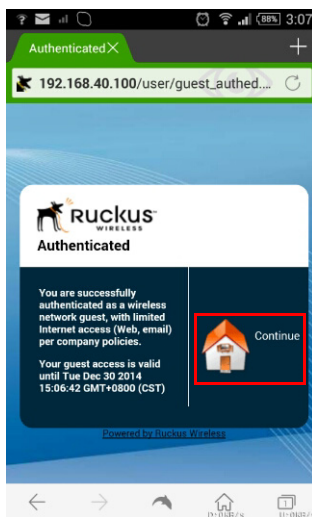 88% 3:07
Authenticated
192.168.40.100/user/guest_authed....
Ruckus
WIRELESS
Authenticated
You are successfully
authenticated as a wireless
network guest, with limited
Internet access (Web, email)
per company policies.
Continue
Your guest access is valid
until Tue Dec 30 2014
15:06:42 GMT+0800 (CST)
Powered by Ruckus Wireless
1